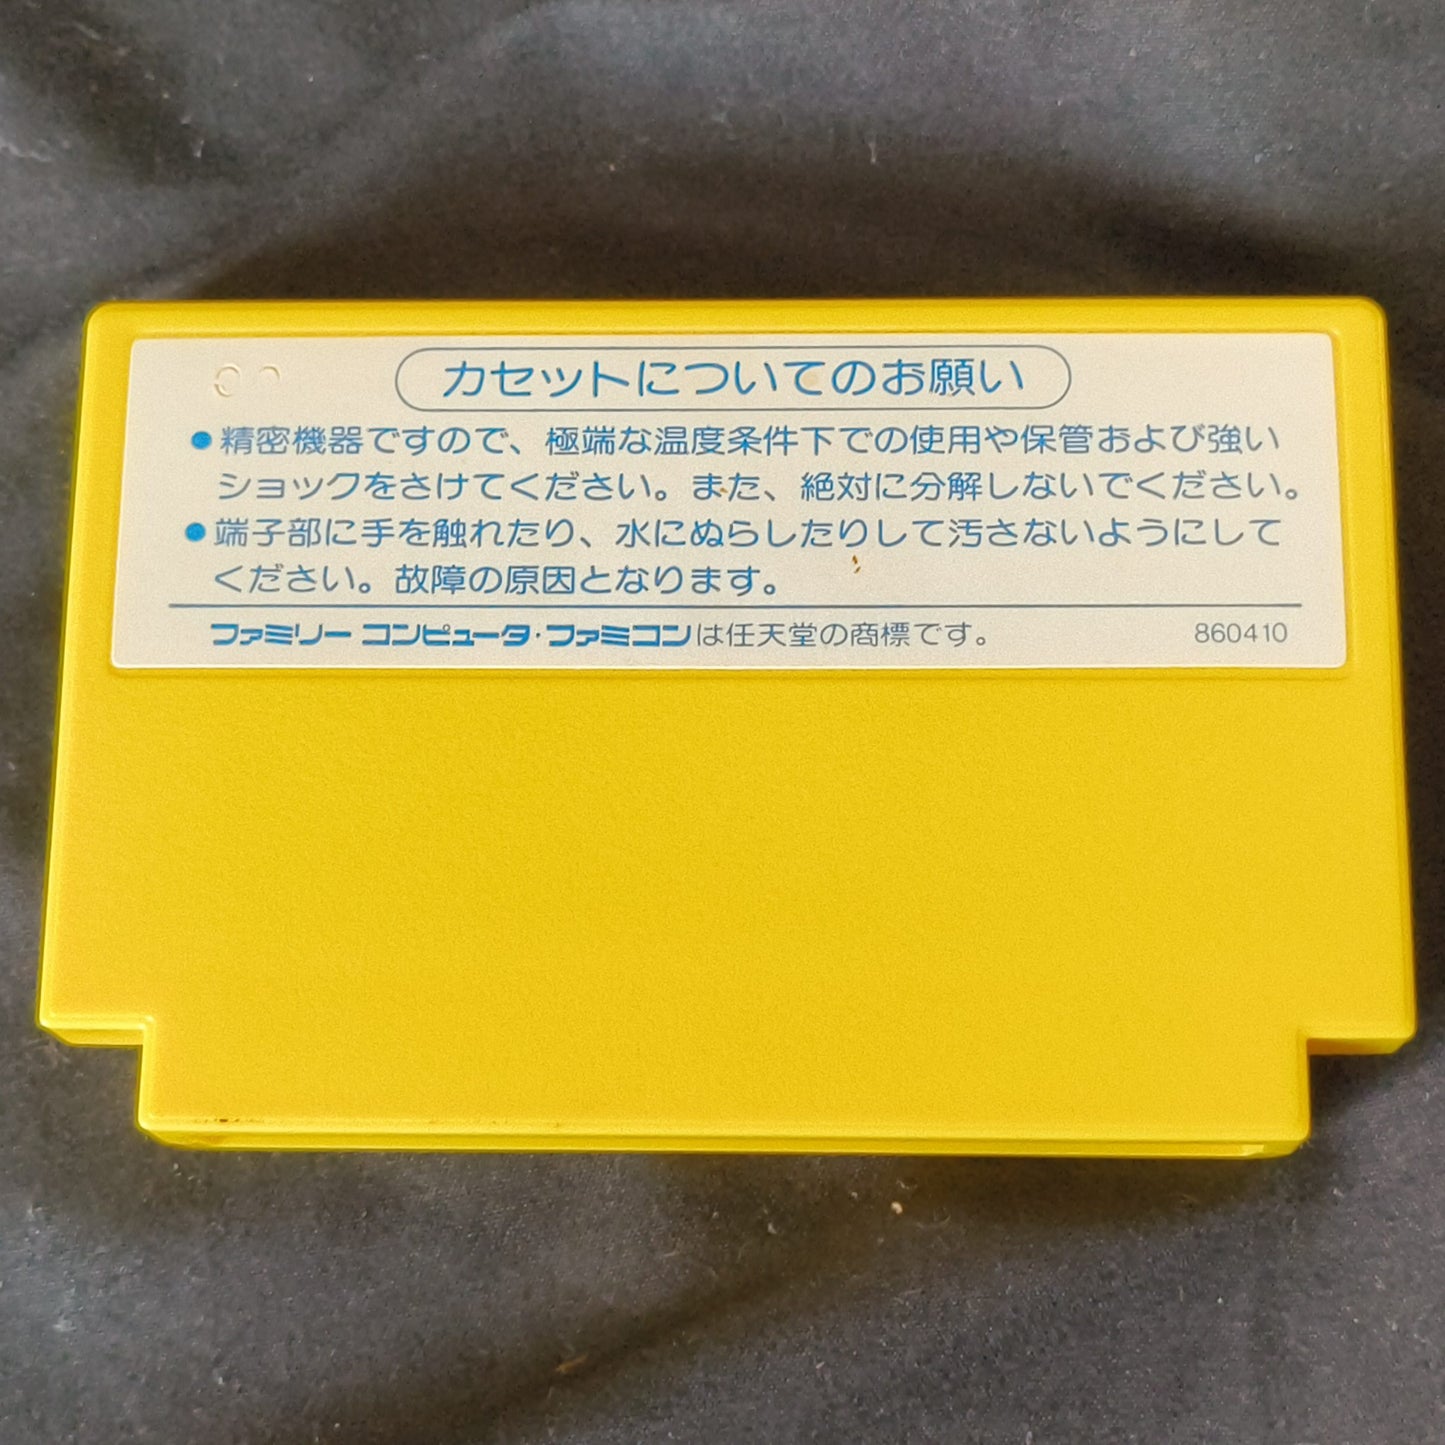 カセットについてのお願い
●精密機器ですので、極端な温度条件下での使用や保管および強い
ショックをさけてください。また、絶対に分解しないでください。
●端子部に手を触れたり、水にぬらしたりして汚さないようにして
ください。故障の原因となります。
ファミリー コンピュータ・ファミコンは任天堂の商標です。 860410